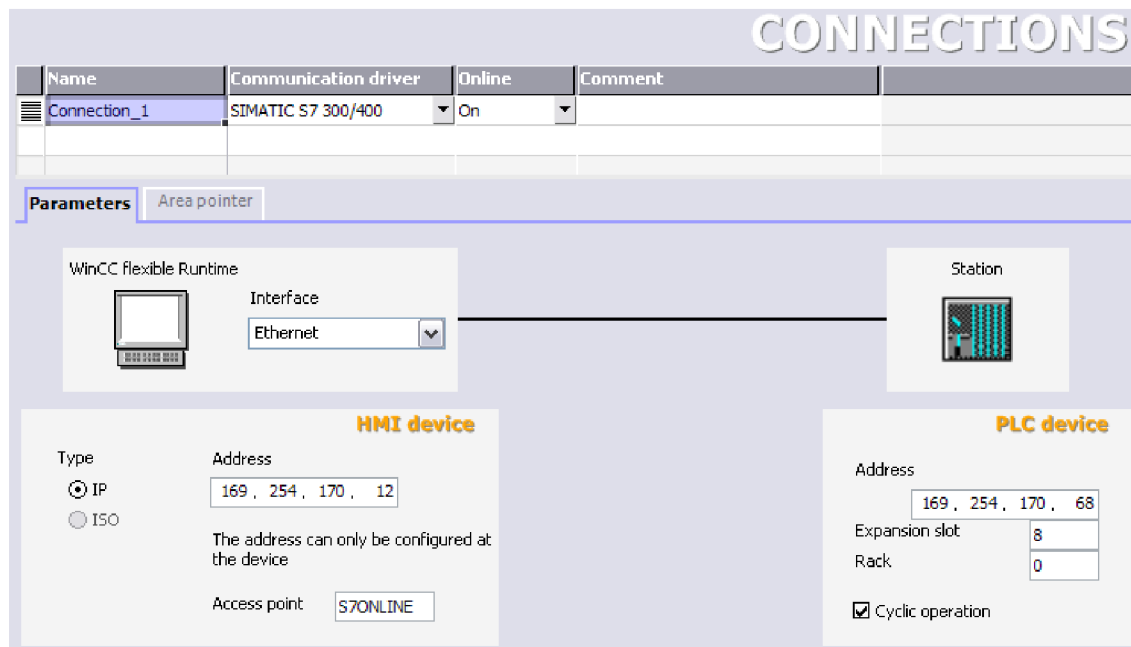 CONNECTIONS
Name Communication driver Online Comment
Connection_1 SIMATIC S7 300/400 On
Parameters Area pointer
WinCC flexible Runtime Station
Interface
Ethernet
HMI device PLC device
Type Address
Address
IP 169 . 254 . 170 . 12
169 . 254 . 170 . 68
ISO
The address can only be configured at
the device
Expansion slot 8
Rack 0
Access point S7ONLINE
Cyclic operation